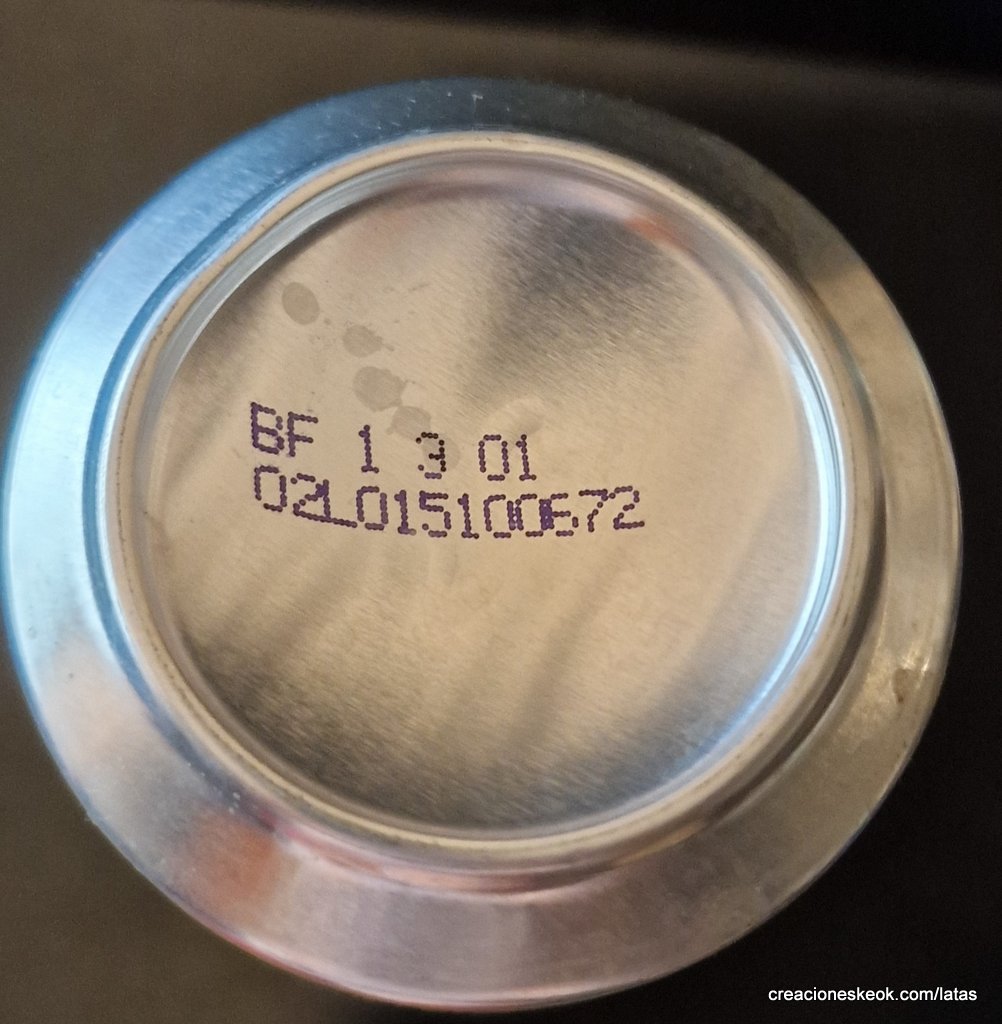 BF 1 3 01
02L015100672
creacioneskeok.com/latas